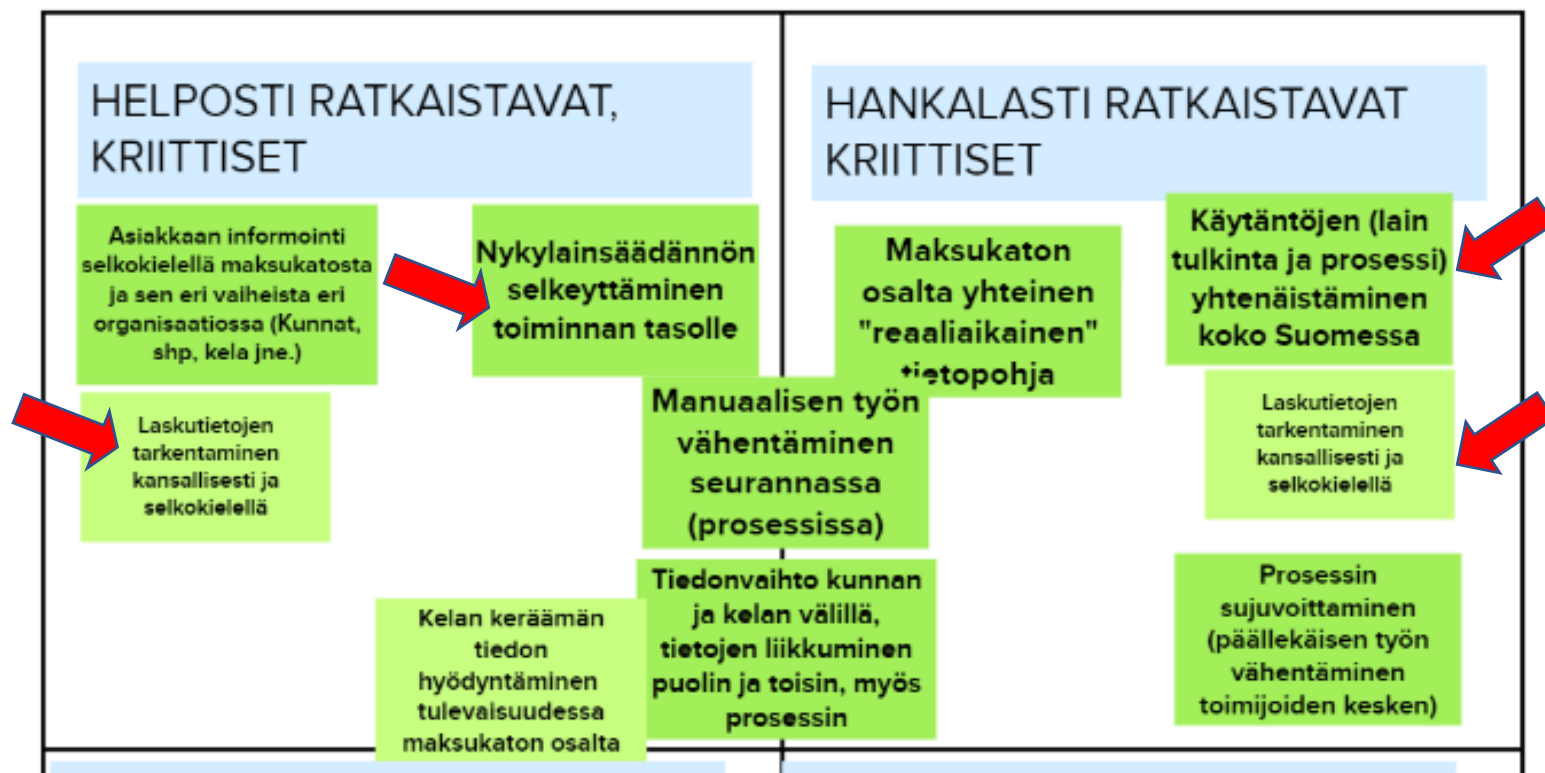 HELPOSTI RATKAISTAVAT,
KRIITTISET
Asiakkaan informointi
selkokielellä maksukatosta
ja sen eri vaiheista eri
organisaatiossa (Kunnat,
shp, kela jne.)
Nykylainsäädännön
selkeyttäminen
toiminnan tasolle
Laskutietojen
tarkentaminen
kansallisesti ja
selkokielellä
Manuaalisen työn
vähentäminen
seurannassa
(prosessissa)
Kelan keräämän
tiedon
hyödyntäminen
tulevaisuudessa
maksukaton osalta
Tiedonvaihto kunnan
ja kelan välillä,
tietojen liikkuminen
puolin ja toisin, myös
prosessin
HANKALASTI RATKAISTAVAT
KRIITTISET
Maksukaton
osalta yhteinen
"reaaliaikainen"
tietopohja
Käytäntöjen (lain
tulkinta ja prosessi)
yhtenäistäminen
koko Suomessa
Laskutietojen
tarkentaminen
kansallisesti ja
selkokielellä
Prosessin
sujuvoittaminen
(päällekäisen työn
vähentäminen
toimijoiden kesken)